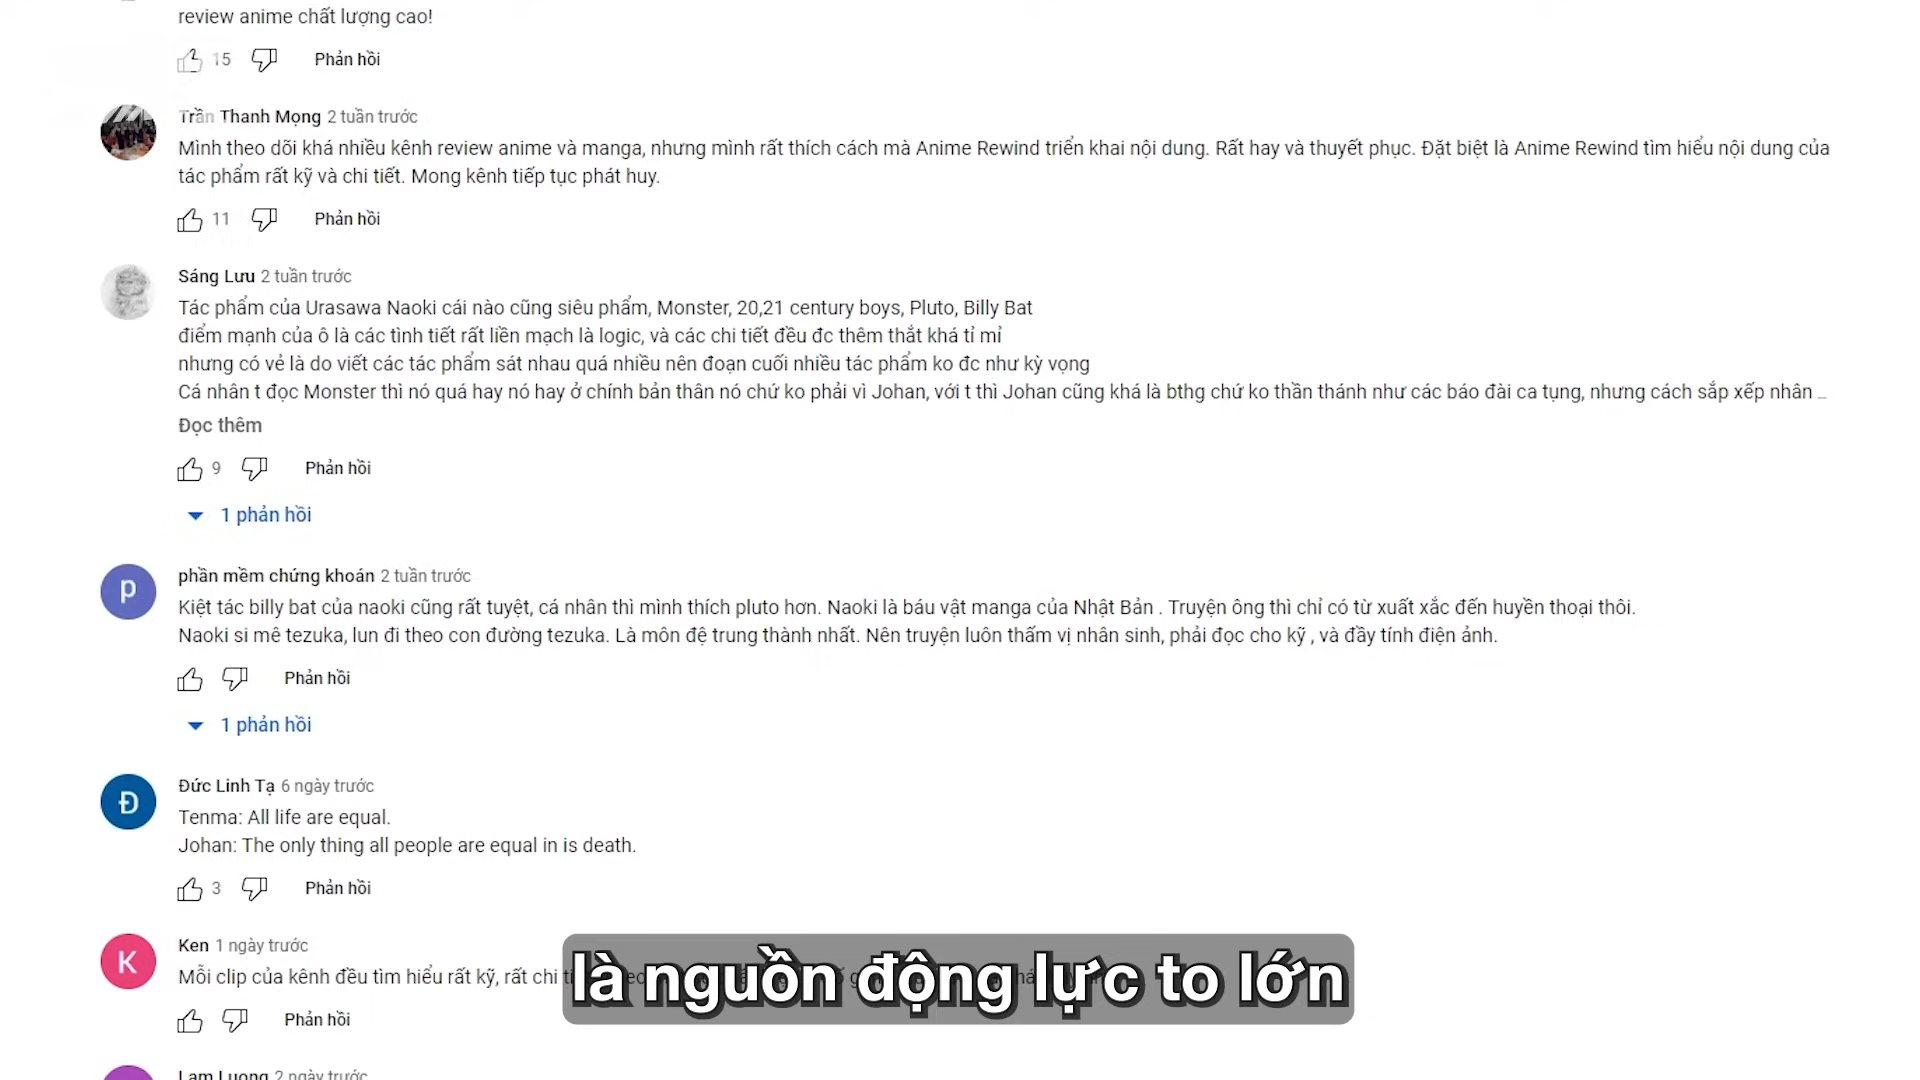 review anime chất lượng cao!
15 Phản hồi
Trần Thanh Mọng 2 tuần trước
Mình theo dõi khá nhiều kênh review anime và manga, nhưng mình rất thích cách mà Anime Rewind triển khai nội dung. Rất hay và thuyết phục. Đặt biệt là Anime Rewind tìm hiểu nội dung của
tác phẩm rất kỹ và chi tiết. Mong kênh tiếp tục phát huy.
11 Phản hồi
Sáng Lưu 2 tuần trước
Tác phẩm của Urasawa Naoki cái nào cũng siêu phẩm, Monster, 20,21 century boys, Pluto, Billy Bat
điểm mạnh của ô là các tình tiết rất liền mạch là logic, và các chi tiết đều đc thêm thắt khá tỉ mỉ
nhưng có vẻ là do viết các tác phẩm sát nhau quá nhiều nên đoạn cuối nhiều tác phẩm ko đc như kỳ vọng
Cá nhân t đọc Monster thì nó quá hay nó hay ở chính bản thân nó chứ ko phải vì Johan, với t thì Johan cũng khá là bthg chứ ko thần thánh như các báo đài ca tụng, nhưng cách sắp xếp nhân ...
Đọc thêm
9 Phản hồi
1 phản hồi
p
phần mềm chứng khoán 2 tuần trước
Kiệt tác billy bat của naoki cũng rất tuyệt, cá nhân thì mình thích pluto hơn. Naoki là báu vật manga của Nhật Bản . Truyện ông thì chỉ có từ xuất xắc đến huyền thoại thôi.
Naoki si mê tezuka, lun đi theo con đường tezuka. Là môn đệ trung thành nhất. Nên truyện luôn thấm vị nhân sinh, phải đọc cho kỹ , và đầy tính điện ảnh.
Phản hồi
1 phản hồi
Đ
Đức Linh Tạ 6 ngày trước
Tenma: All life are equal.
Johan: The only thing all people are equal in is death.
3 Phản hồi
K
Ken 1 ngày trước
Mỗi clip của kênh đều tìm hiểu rất kỹ, rất chi
là nguồn động lực to lớn
Phản hồi
Lam Luong 2 ngày trước